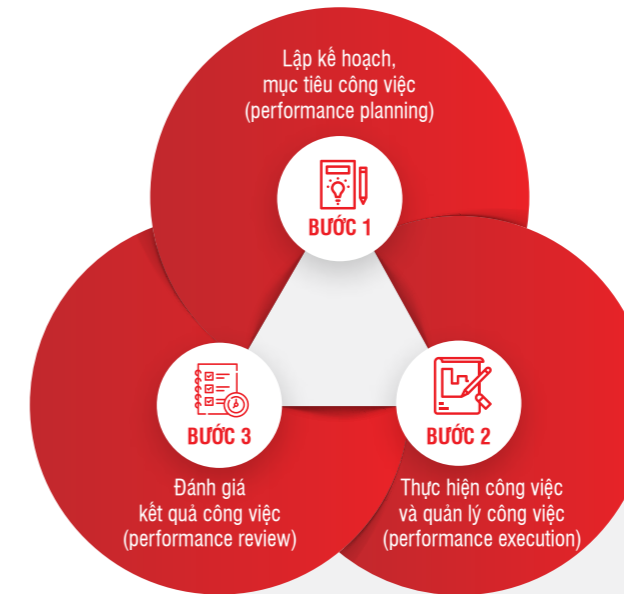 Lập kế hoạch,
mục tiêu công việc
(performance planning)
BƯỚC 1
BƯỚC 3
BƯỚC 2
Đánh giá
kết quả công việc
(performance review)
Thực hiện công việc
và quản lý công việc
(performance execution)